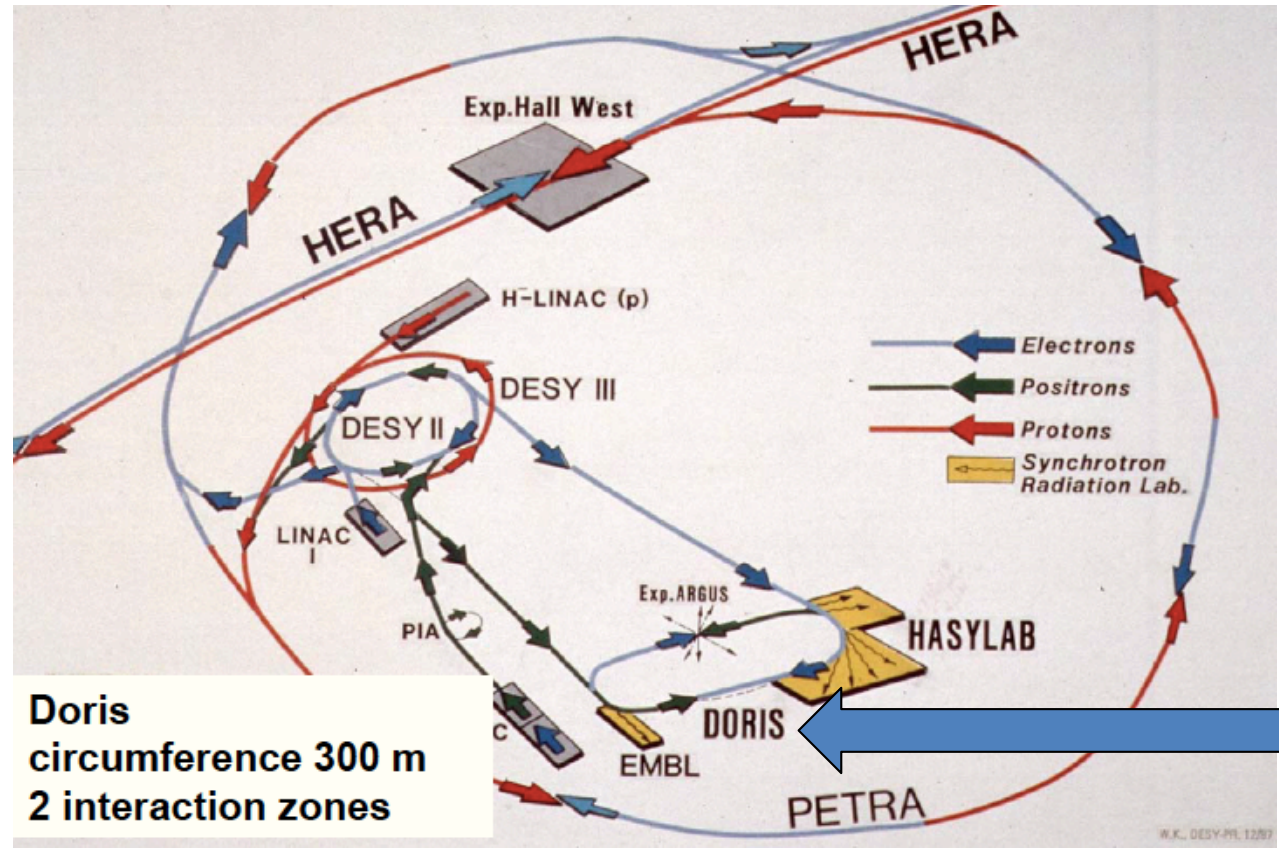 HERA
Exp.Hall West
HERA
H-LINAC (p)
DESY III
DESY II
Electrons
Positrons
Protons
Synchrotron
Radiation Lab.
LINAC
I
Exp.ARGUS
PIA
HASYLAB
Doris
circumference 300 m
2 interaction zones
C
DORIS
EMBL
PETRA
W.K., DESY-PR, 12/87